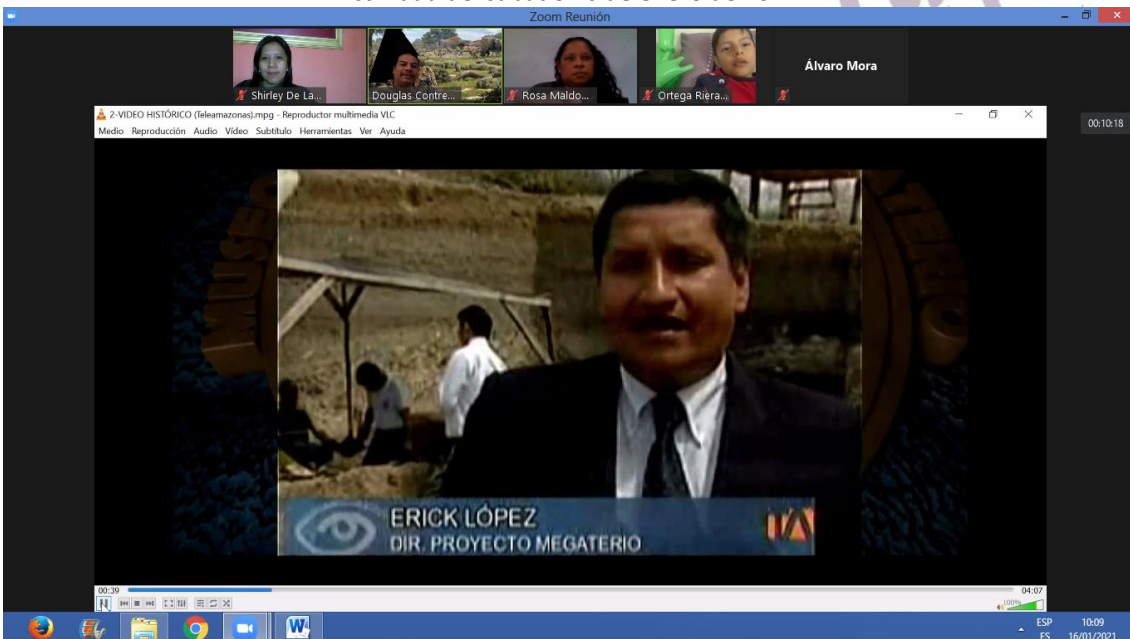 Zoom Reunión
Shirley De La...
Douglas Contre...
Rosa Maldo...
Ortega Riera...
Álvaro Mora
00:10:18
2-VIDEO HISTÓRICO (Teleamazonas).mpg - Reproductor multimedia VLC
Medio Reproducción Audio Vídeo Subtítulo Herramientas Ver Ayuda
MUSEO
ATERIO
ERICK LÓPEZ
DIR. PROYECTO MEGATERIO
00:39
04:07
100%
ESP
ES
10:09
16/01/2021